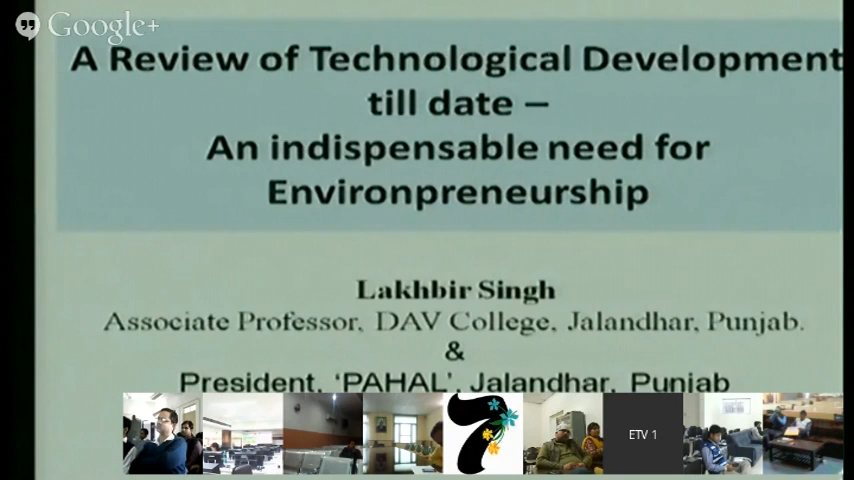 Google+
A Review of Technological Development
till date –
An indispensable need for
Environpreneurship
Lakhbir Singh
Associate Professor, DAV College, Jalandhar, Punjab.
&
President, 'PAHAL', Jalandhar, Punjab
7
ETV 1